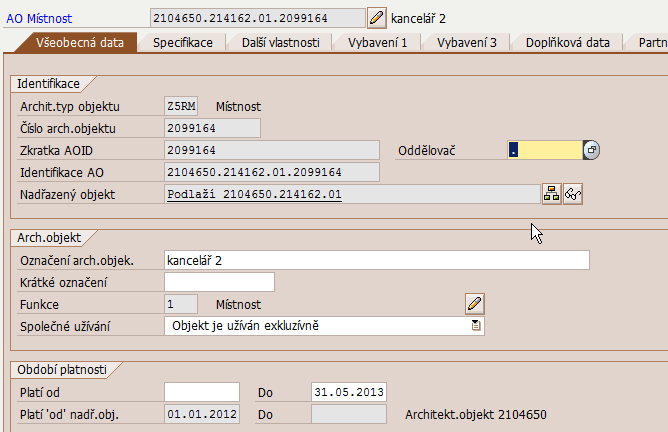 AO Místnost 2104650.214162.01.2099164 kancelář 2
Všeobecná data Specifikace Další vlastnosti Vybavení 1 Vybavení 3 Doplňková data Partn
Identifikace
Archit.typ objektu Z5RM Místnost
Číslo arch.objektu 2099164
Zkratka AOID 2099164 Oddělovač .
Identifikace AO 2104650.214162.01.2099164
Nadřazený objekt Podlaží 2104650.214162.01
Arch.objekt
Označení arch.objek. kancelář 2
Krátké označení
Funkce 1 Místnost
Společné užívání Objekt je užíván exkluzívně
Období platnosti
Platí od Do 31.05.2013
Platí 'od' nadř.obj. 01.01.2012 Do Architekt.objekt 2104650